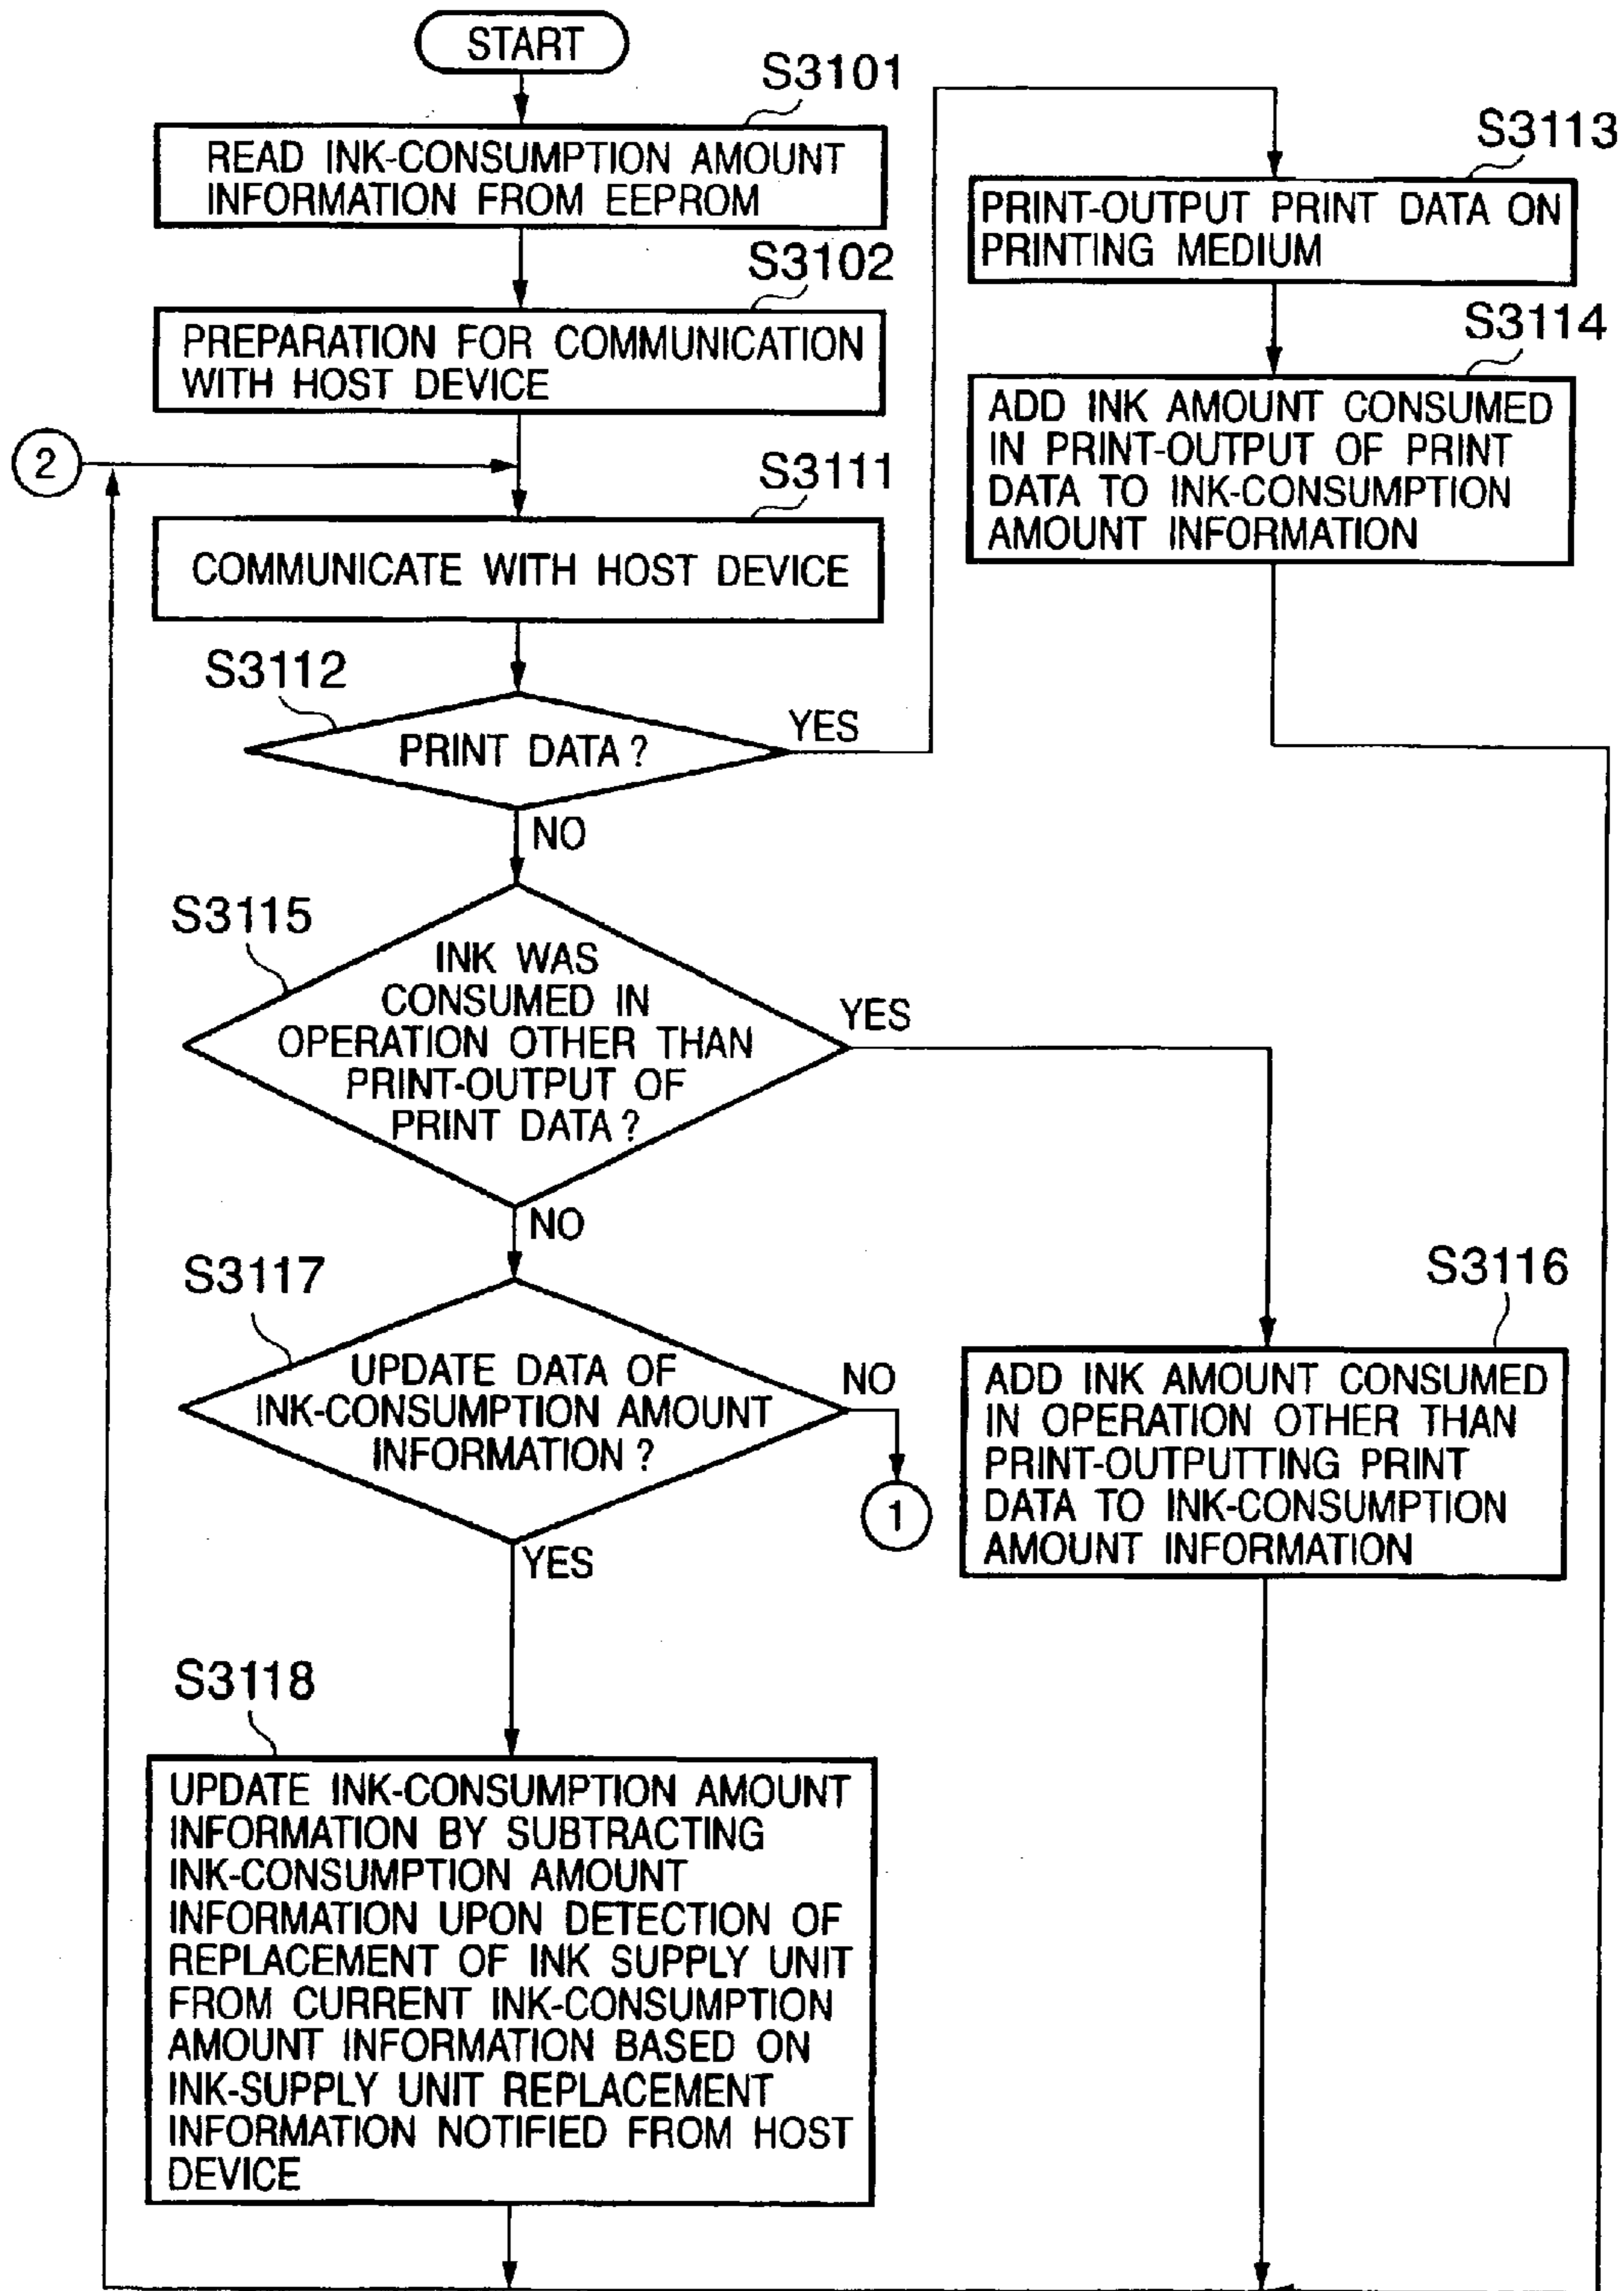 START
S3101
READ INK-CONSUMPTION AMOUNT
INFORMATION FROM EEPROM
S3102
PREPARATION FOR COMMUNICATION
WITH HOST DEVICE
2
S3111
COMMUNICATE WITH HOST DEVICE
S3112
PRINT DATA?
YES
NO
S3113
PRINT-OUTPUT PRINT DATA ON
PRINTING MEDIUM
S3114
ADD INK AMOUNT CONSUMED
IN PRINT-OUTPUT OF PRINT
DATA TO INK-CONSUMPTION
AMOUNT INFORMATION
S3115
INK WAS
CONSUMED IN
OPERATION OTHER THAN
PRINT-OUTPUT OF
PRINT DATA?
YES
NO
S3116
ADD INK AMOUNT CONSUMED
IN OPERATION OTHER THAN
PRINT-OUTPUTTING PRINT
DATA TO INK-CONSUMPTION
AMOUNT INFORMATION
S3117
UPDATE DATA OF
INK-CONSUMPTION AMOUNT
INFORMATION?
NO
1
YES
S3118
UPDATE INK-CONSUMPTION AMOUNT
INFORMATION BY SUBTRACTING
INK-CONSUMPTION AMOUNT
INFORMATION UPON DETECTION OF
REPLACEMENT OF INK SUPPLY UNIT
FROM CURRENT INK-CONSUMPTION
AMOUNT INFORMATION BASED ON
INK-SUPPLY UNIT REPLACEMENT
INFORMATION NOTIFIED FROM HOST
DEVICE